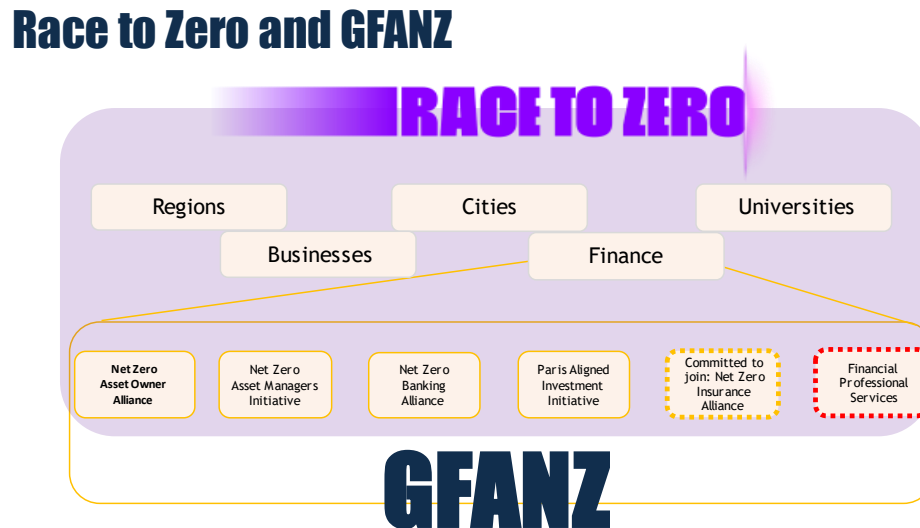 Race to Zero and GFANZ
RACE TO ZERO
Regions
Cities
Universities
Businesses
Finance
Net Zero
Asset Owner
Alliance
Net Zero
Asset Managers
Initiative
Net Zero
Banking
Alliance
Paris Aligned
Investment
Initiative
Committed to
join: Net Zero
Insurance
Alliance
Financial
Professional
Services
GFANZ